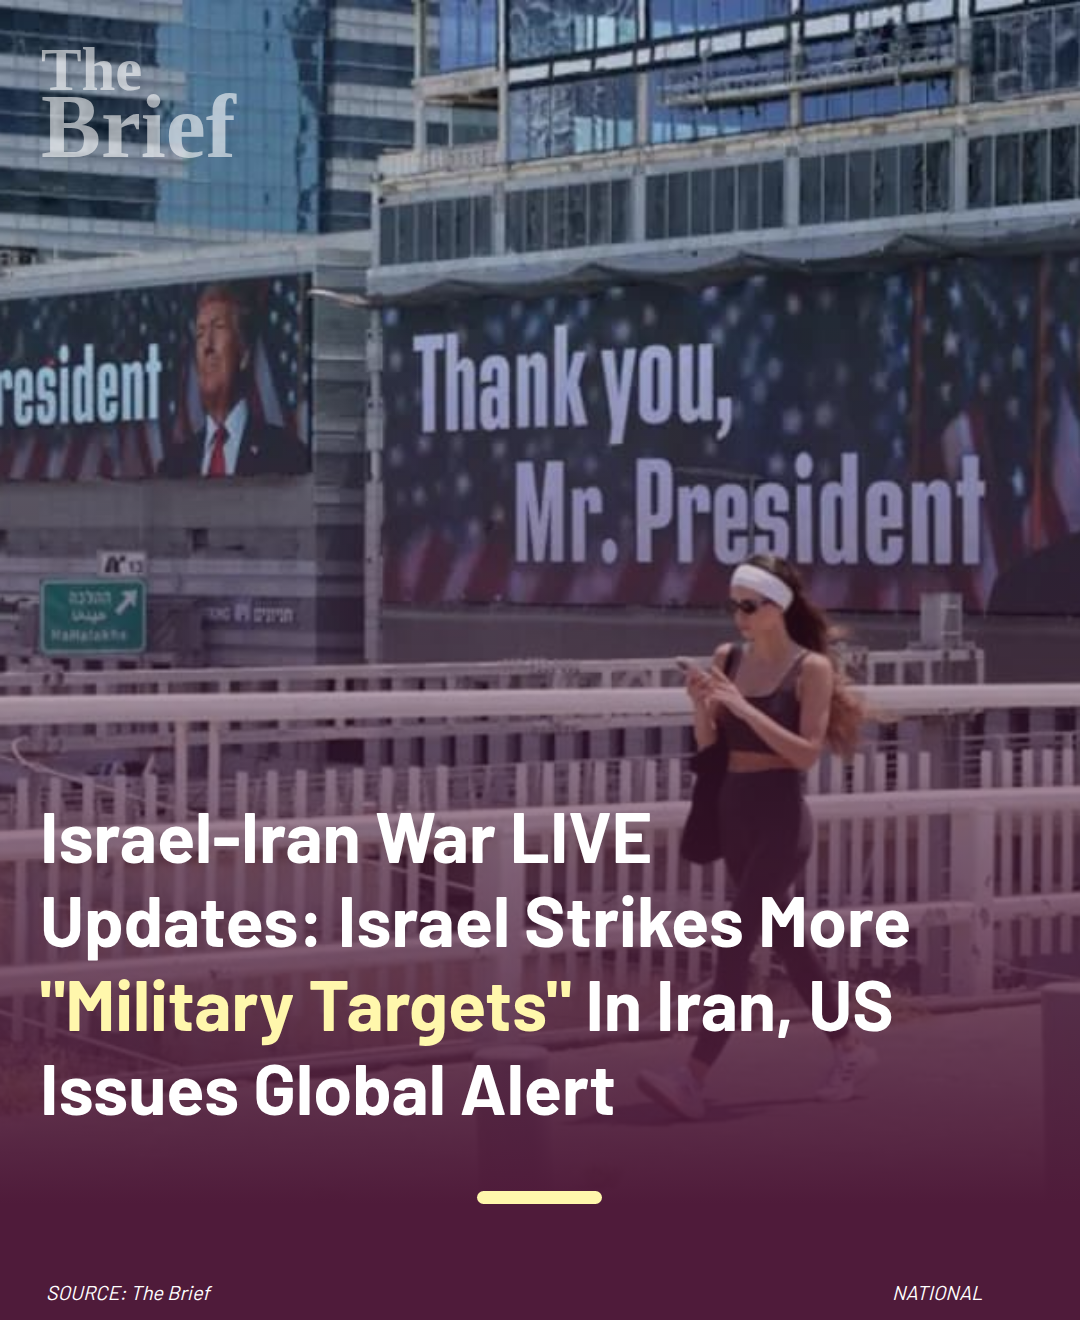 The
Brief
resident
Thank you,
Mr. President
13
ההלכה
HaHalakha
Israel-Iran War LIVE
Updates: Israel Strikes More
"Military Targets" In Iran, US
Issues Global Alert
SOURCE: The Brief
NATIONAL